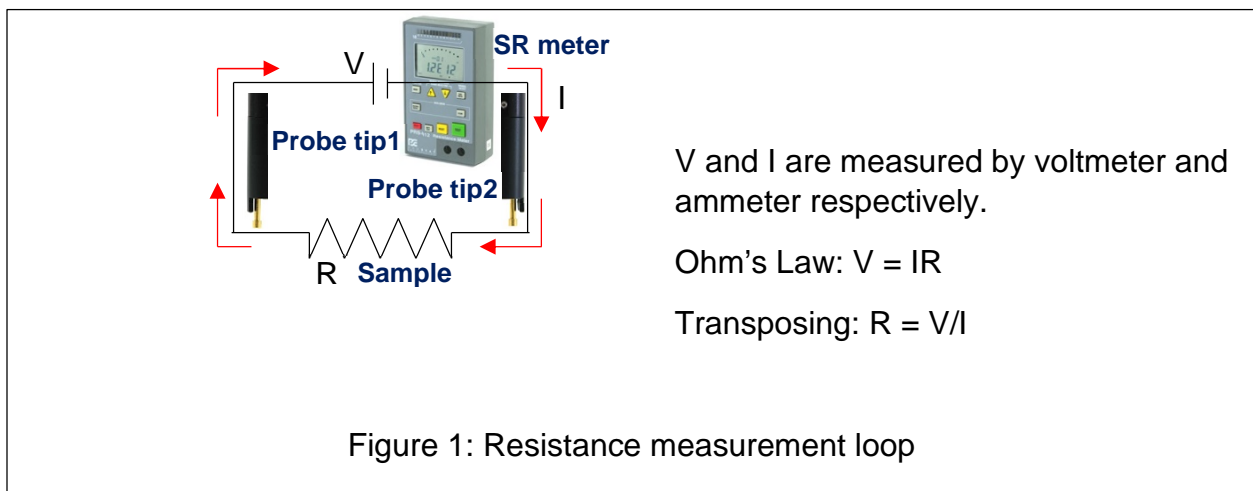 SR meter
V
12E12
I
Probe tip1
Probe tip2
R
Sample
V and I are measured by voltmeter and
ammeter respectively.
Ohm's Law: V = IR
Transposing: R = V/I
Figure 1: Resistance measurement loop